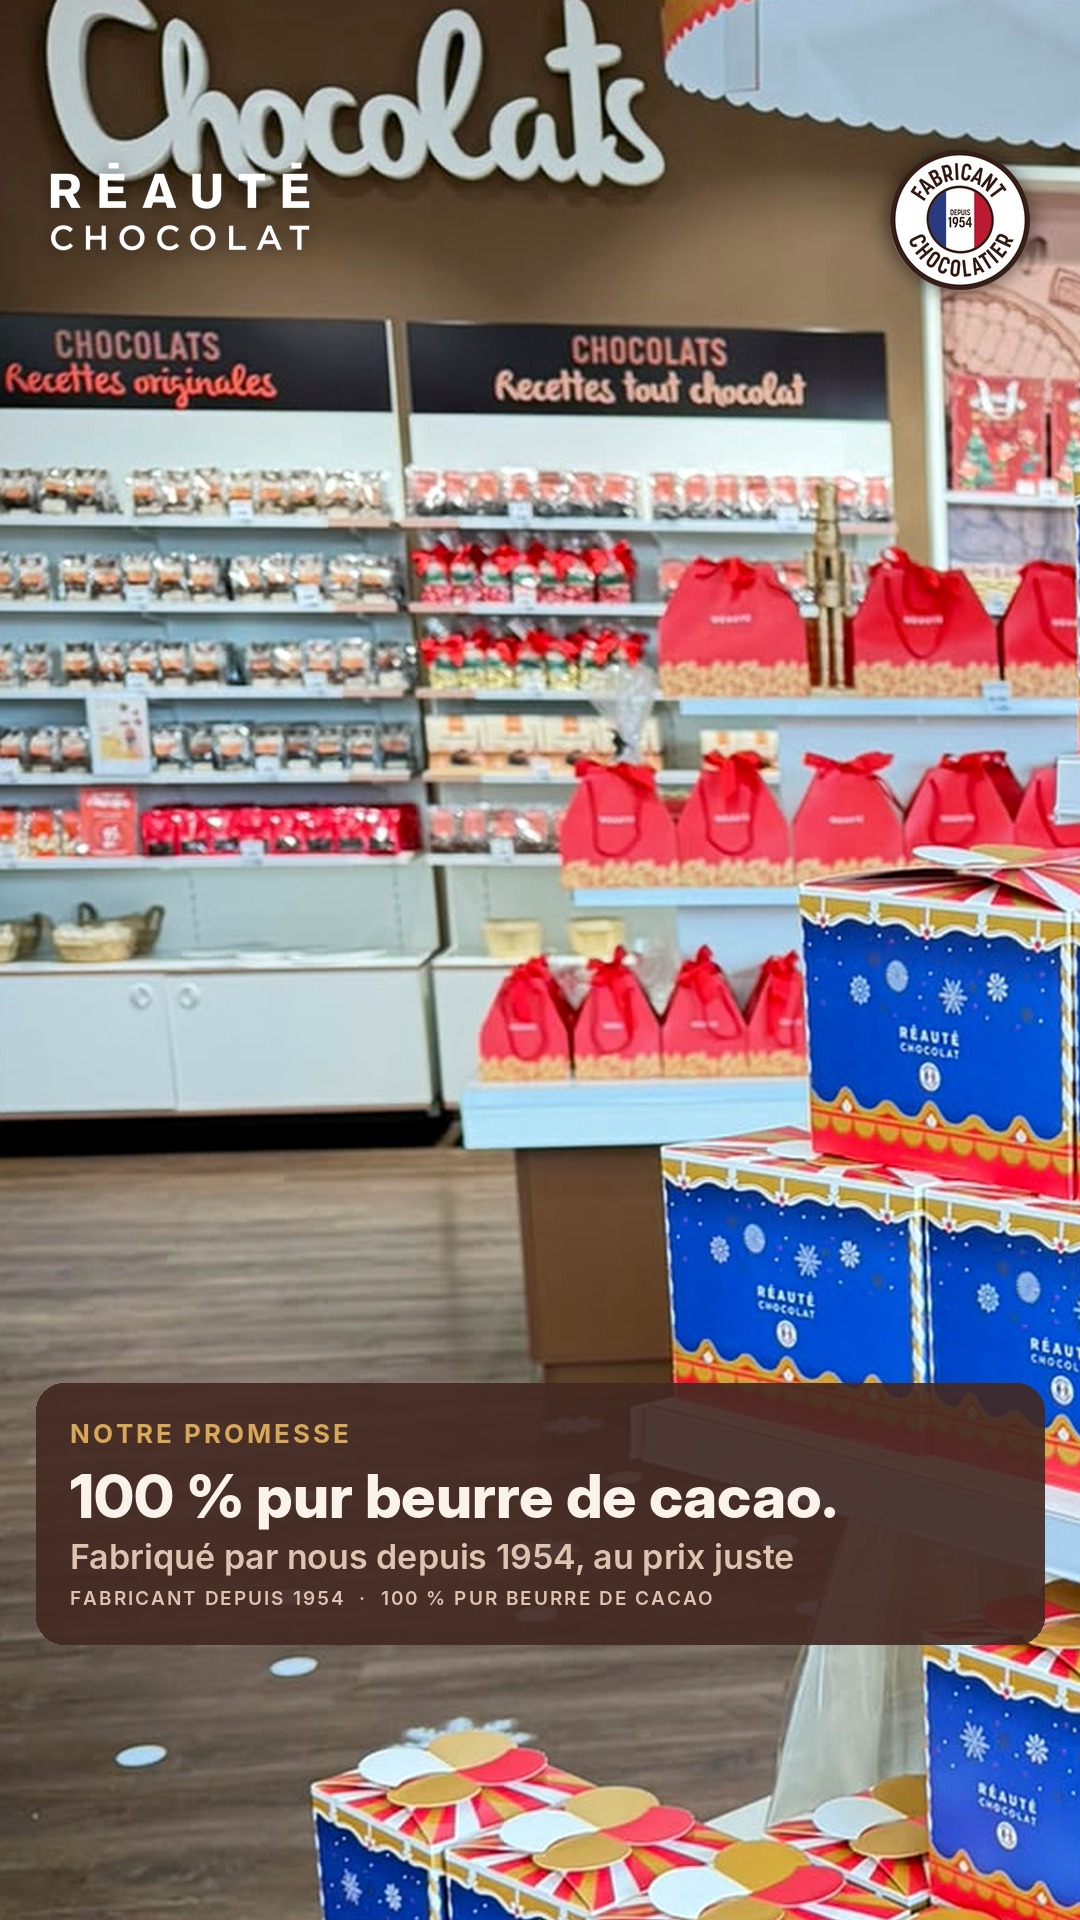 Chocolats
RÉAUTÉ
CHOCOLAT
FABRICANT
DEPUIS
1954
CHOCOLATIER
CHOCOLATS
Recettes originales
CHOCOLATS
Recettes tout chocolat
RÉAUTÉ
CHOCOLAT
RÉAUTÉ
CHOCOLAT
NOTRE PROMESSE
100 % pur beurre de cacao.
Fabriqué par nous depuis 1954, au prix juste
FABRICANT DEPUIS 1954 · 100 % PUR BEURRE DE CACAO
RÉAUTÉ
CHOCOLAT